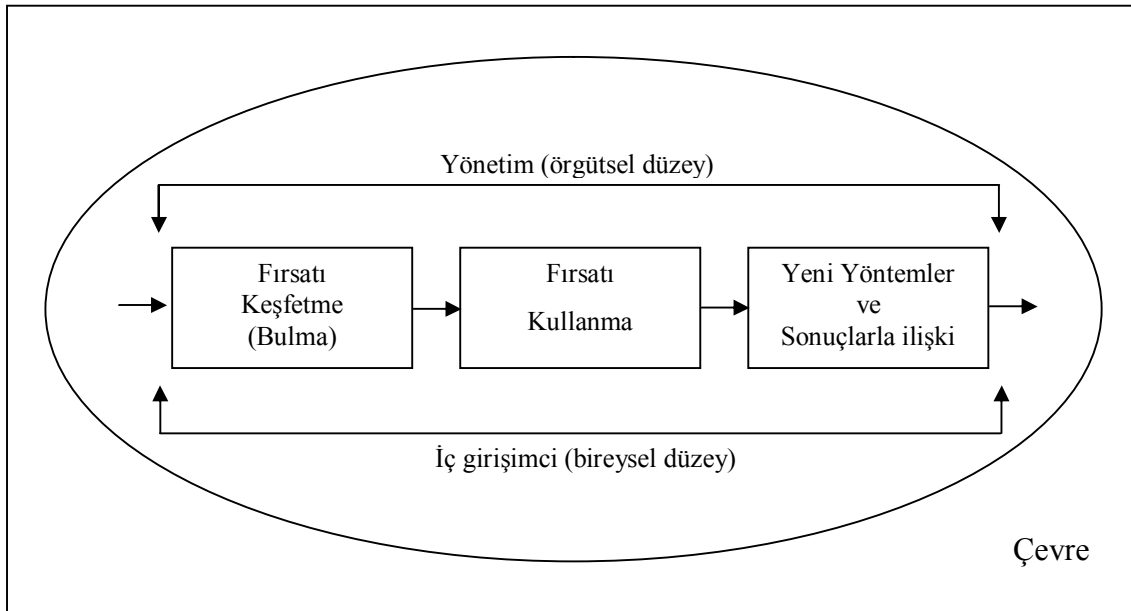 Yönetim (örgütsel düzey)
Fırsatı
Keşfetme
(Bulma)
Fırsatı
Kullanma
Yeni Yöntemler
ve
Sonuçlarla ilişki
İç girişimci (bireysel düzey)
Çevre